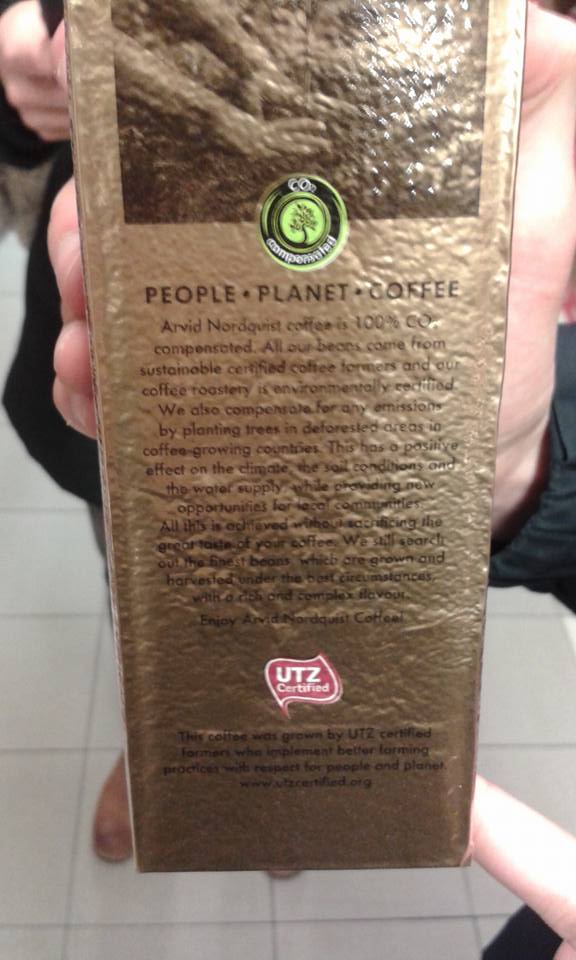 CO₂
compensated
PEOPLE • PLANET • COFFEE
Arvid Nordquist coffee is 100% CO₂
compensated. All our beans come from
sustainable certified coffee farmers and our
coffee roastery is environmentally certified.
We also compensate for any emissions
by planting trees in deforested areas in
coffee-growing countries. This has a positive
effect on the climate, the soil conditions and
the water supply, while providing new
opportunities for local communities.
All this is achieved without sacrificing the
great taste of your coffee. We still search
out the finest beans, which are grown and
harvested under the best circumstances,
with a rich and complex flavour.
Enjoy Arvid Nordquist Coffee!
UTZ
Certified
This coffee was grown by UTZ certified
farmers who implement better farming
practices with respect for people and planet.
www.utzcertified.org